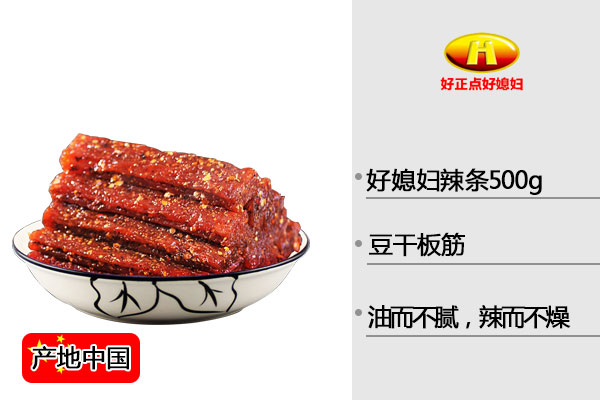 H
好正点好媳妇
好媳妇辣条500g
豆干板筋
油而不腻，辣而不燥
产地中国